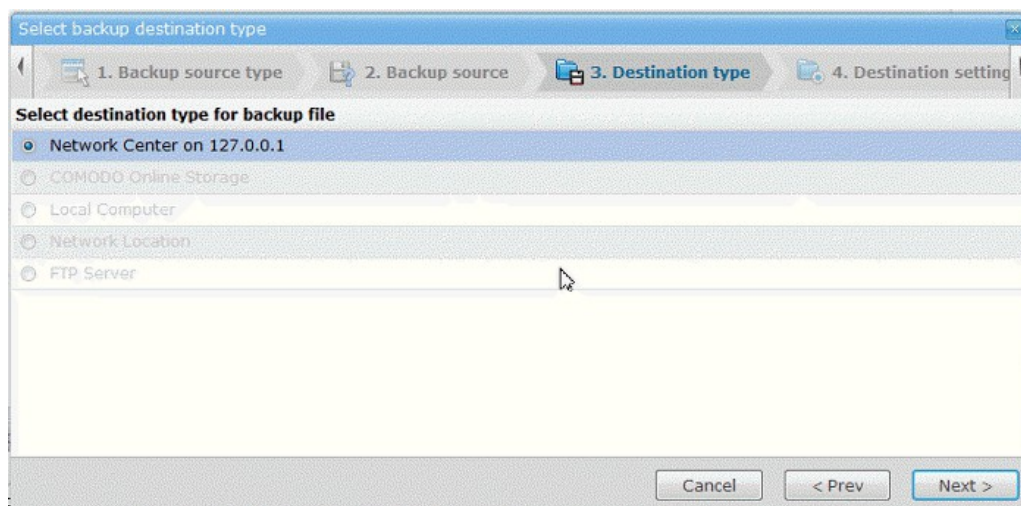 Select backup destination type
1. Backup source type
2. Backup source
3. Destination type
4. Destination setting
Select destination type for backup file
Network Center on 127.0.0.1
COMODO Online Storage
Local Computer
Network Location
FTP Server
Cancel
< Prev
Next >